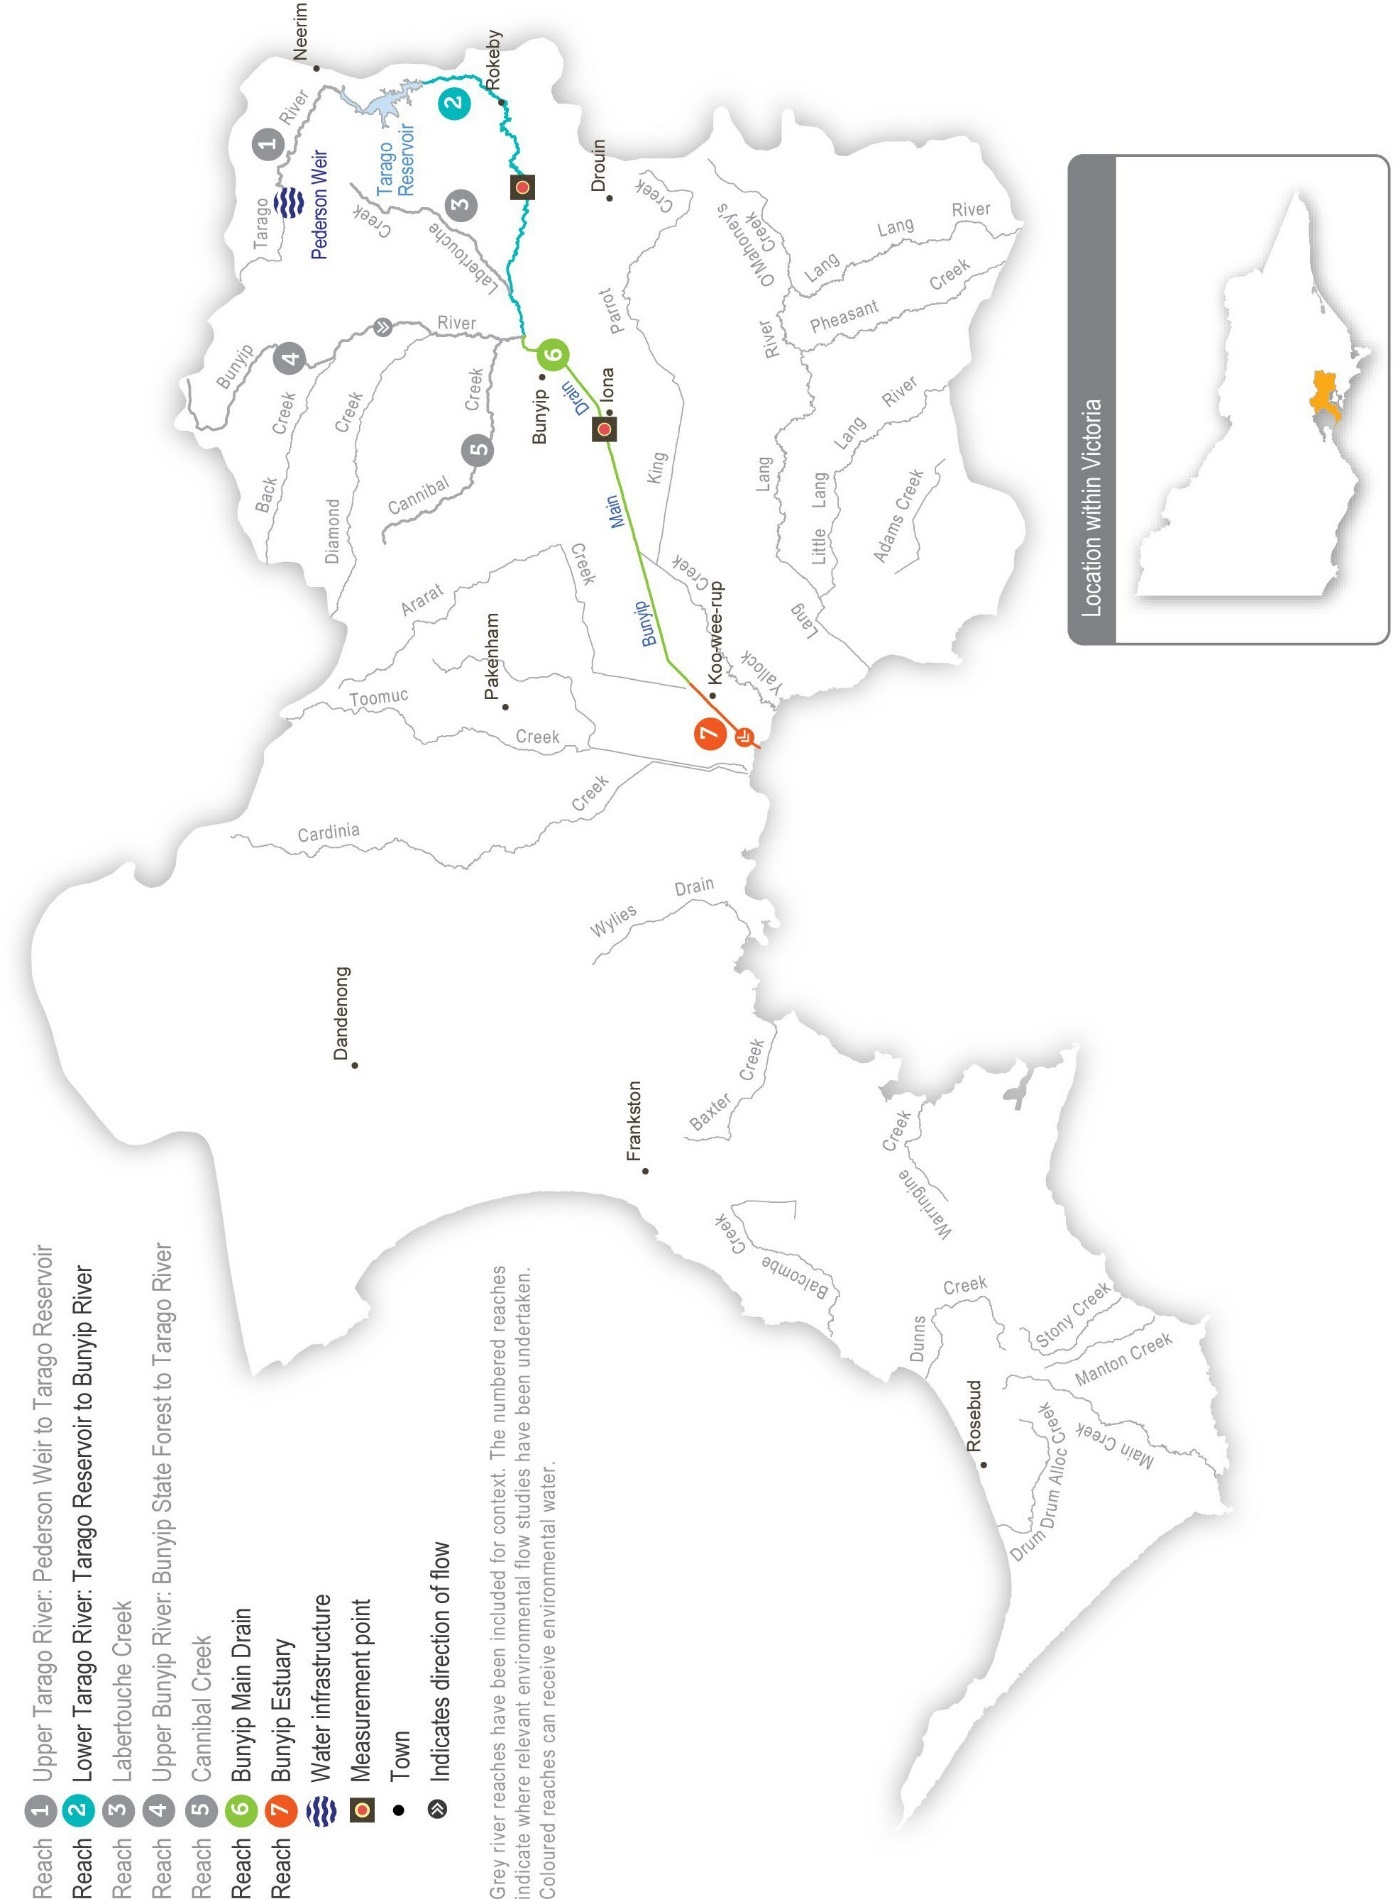 Reach 1 Upper Tarago River: Pederson Weir to Tarago Reservoir
Reach 2 Lower Tarago River: Tarago Reservoir to Bunyip River
Reach 3 Labertouche Creek
Reach 4 Upper Bunyip River: Bunyip State Forest to Tarago River
Reach 5 Cannibal Creek
Reach 6 Bunyip Main Drain
Reach 7 Bunyip Estuary
Water infrastructure
Measurement point
Town
Indicates direction of flow
Grey river reaches have been included for context. The numbered reaches
indicate where relevant environmental flow studies have been undertaken.
Coloured reaches can receive environmental water.
Dandenong
Frankston
Rosebud
Pakenham
Koo-wee-rup
Bunyip
Iona
Drouin
Rokeby
Neerim
Tarago River
1
Pederson Weir
Tarago
Reservoir
2
Labertouche Creek
3
Bunyip River
4
Back Creek
Diamond Creek
Cannibal Creek
5
Bunyip Main Drain
6
7
Ararat Creek
Toomuc Creek
Cardinia Creek
Wylies Drain
Baxter Creek
Warringine Creek
Balcombe Creek
Dunns Creek
Stony Creek
Manton Creek
Main Creek
Drum Drum Alloc Creek
King Parrot Creek
Yallock Creek
O'Mahoney's
Creek
Lang Lang River
Lang Lang River
Pheasant Creek
Little Lang Lang River
Adams Creek
Location within Victoria